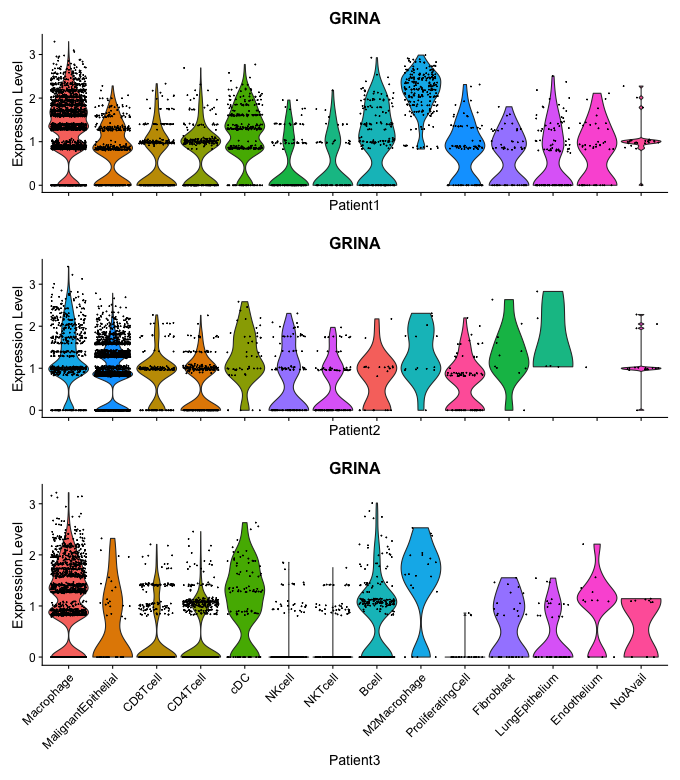 GRINA
Expression Level
3
2
1
0
Patient1
GRINA
Expression Level
3
2
1
0
Patient2
GRINA
Expression Level
3
2
1
0
Macrophage
MalignantEpithelial
CD8Tcell
CD4Tcell
cDC
NKcell
NKTcell
Bcell
M2Macrophage
ProliferatingCell
Fibroblast
LungEpithelium
Endothelium
NotAvail
Patient3